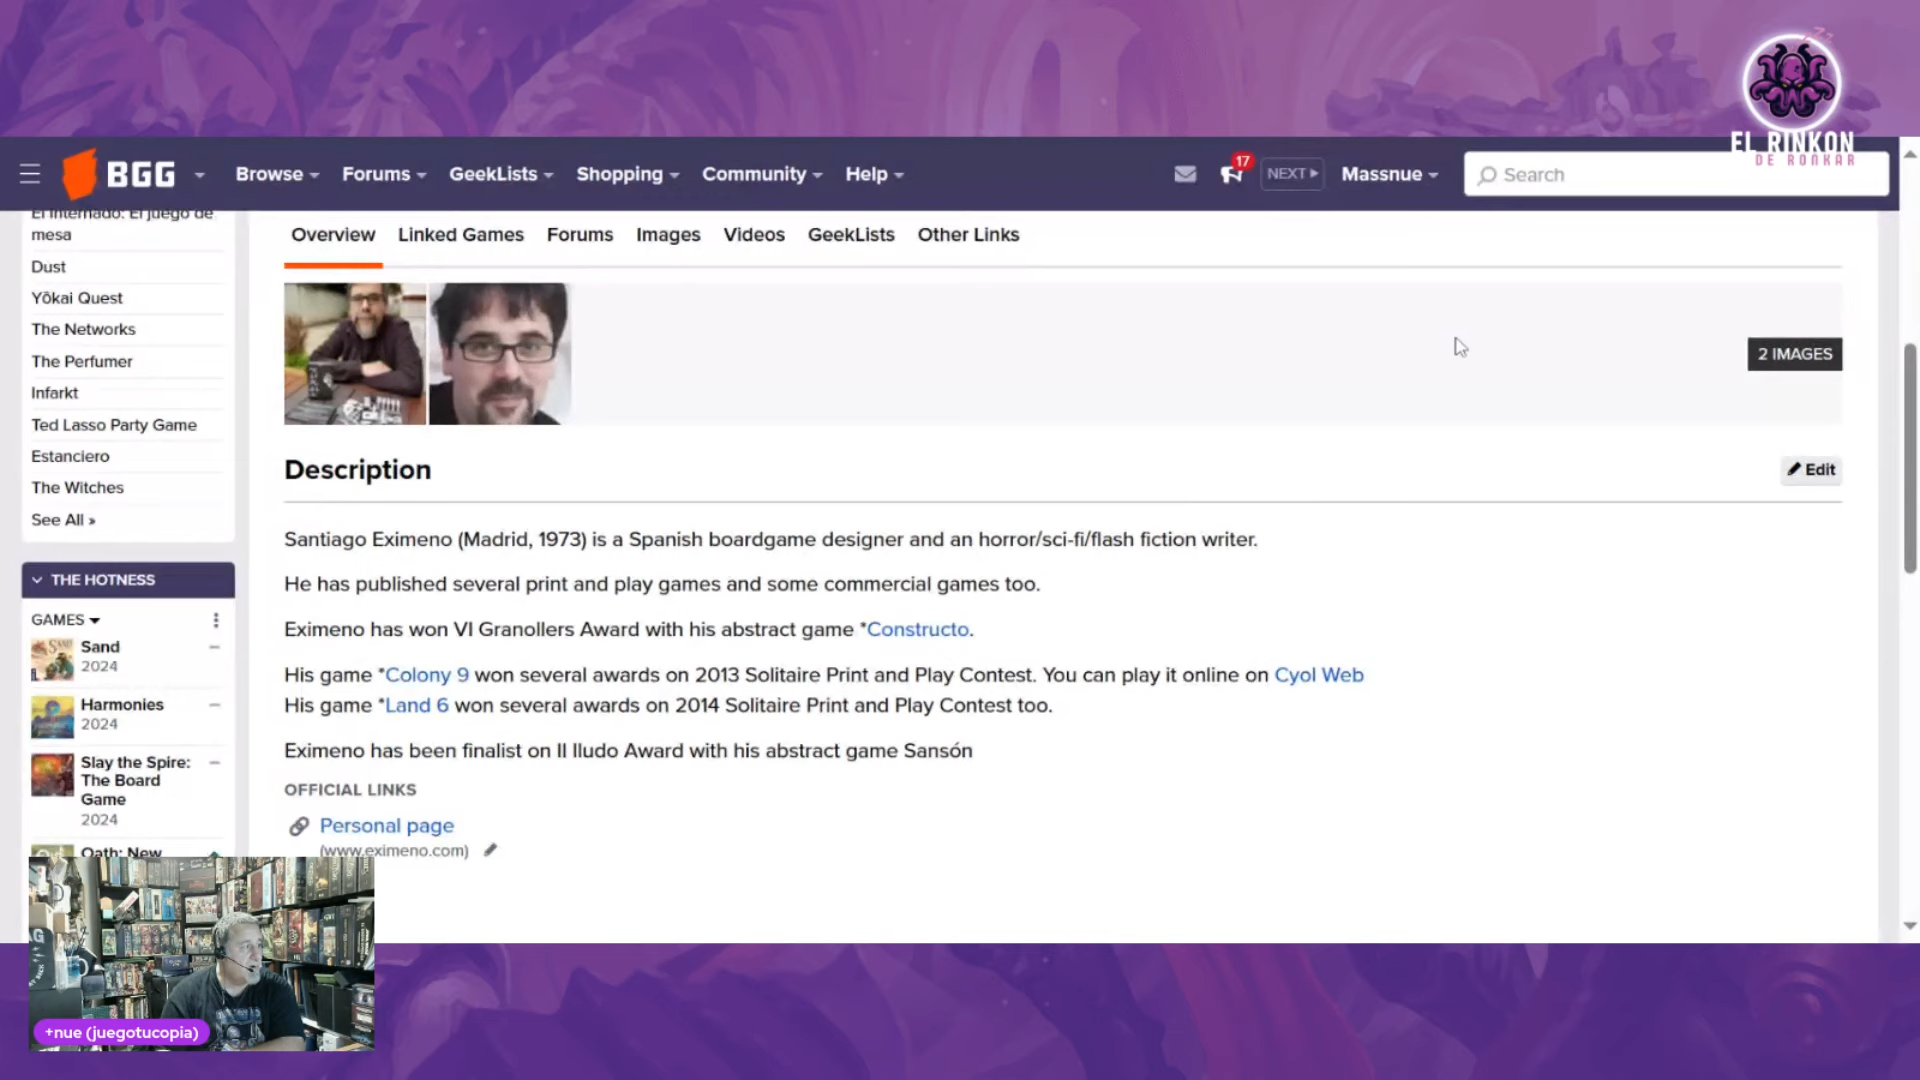 EL RINKON
DE RONKAR
BGG
Browse
Forums
GeekLists
Shopping
Community
Help
17
NEXT
Massnue
Search
El Internado: El juego de
mesa
Dust
Yōkai Quest
The Networks
The Perfumer
Infarkt
Ted Lasso Party Game
Estanciero
The Witches
See All »
THE HOTNESS
GAMES
Sand
2024
Harmonies
2024
Slay the Spire:
The Board
Game
2024
Oath: New
Overview Linked Games Forums Images Videos GeekLists Other Links
2 IMAGES
Description
Edit
Santiago Eximeno (Madrid, 1973) is a Spanish boardgame designer and an horror/sci-fi/flash fiction writer.
He has published several print and play games and some commercial games too.
Eximeno has won VI Granollers Award with his abstract game *Constructo.
His game *Colony 9 won several awards on 2013 Solitaire Print and Play Contest. You can play it online on Cyol Web
His game *Land 6 won several awards on 2014 Solitaire Print and Play Contest too.
Eximeno has been finalist on II Iludo Award with his abstract game Sansón
OFFICIAL LINKS
Personal page
(www.eximeno.com)
+nue (juegotucopia)